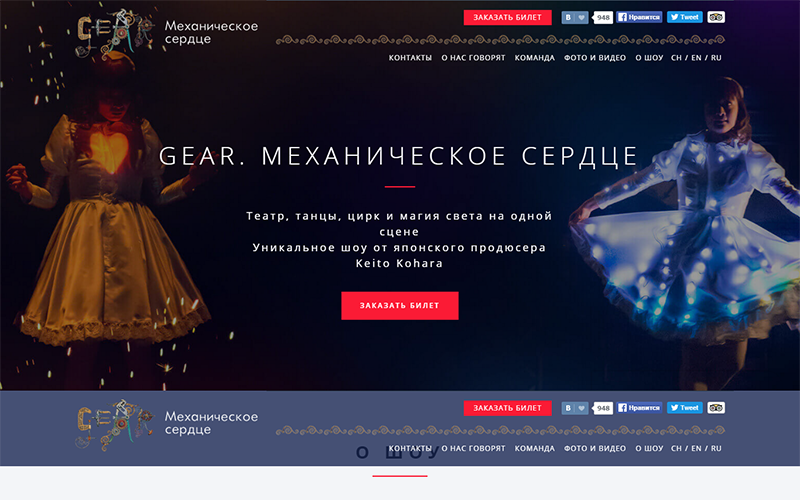 GEAR
Механическое
сердце
ЗАКАЗАТЬ БИЛЕТ
B
948
Нравится
Tweet
КОНТАКТЫ О НАС ГОВОРЯТ КОМАНДА ФОТО И ВИДЕО О ШОУ CH / EN / RU
GEAR. МЕХАНИЧЕСКОЕ СЕРДЦЕ
Театр, танцы, цирк и магия света на одной
сцене
Уникальное шоу от японского продюсера
Keito Kohara
ЗАКАЗАТЬ БИЛЕТ
GEAR
Механическое
сердце
ЗАКАЗАТЬ БИЛЕТ
B
948
Нравится
Tweet
КОНТАКТЫ О НАС ГОВОРЯТ КОМАНДА ФОТО И ВИДЕО О ШОУ CH / EN / RU
О ШОУ